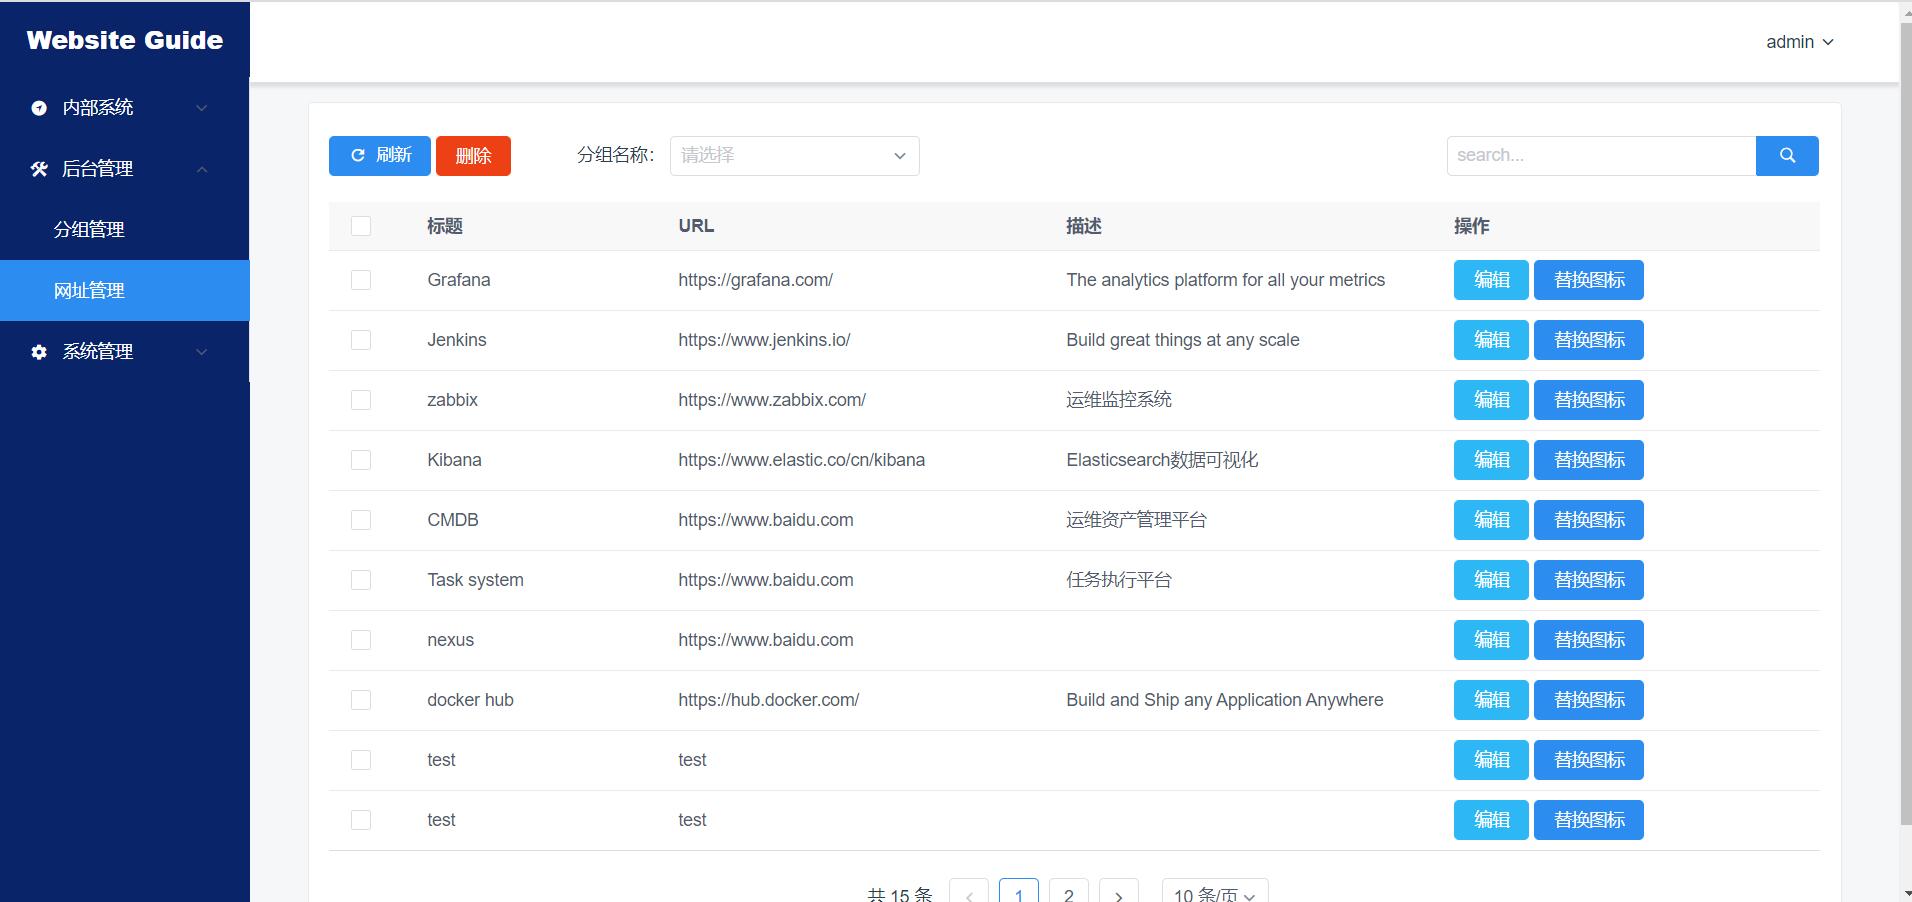 Website Guide
admin
内部系统
后台管理
分组管理
网址管理
系统管理
刷新 删除 分组名称: 请选择 search...
标题 URL 描述 操作
Grafana https://grafana.com/ The analytics platform for all your metrics 编辑 替换图标
Jenkins https://www.jenkins.io/ Build great things at any scale 编辑 替换图标
zabbix https://www.zabbix.com/ 运维监控系统 编辑 替换图标
Kibana https://www.elastic.co/cn/kibana Elasticsearch数据可视化 编辑 替换图标
CMDB https://www.baidu.com 运维资产管理平台 编辑 替换图标
Task system https://www.baidu.com 任务执行平台 编辑 替换图标
nexus https://www.baidu.com 编辑 替换图标
docker hub https://hub.docker.com/ Build and Ship any Application Anywhere 编辑 替换图标
test test 编辑 替换图标
test test 编辑 替换图标
共 15 条 1 2 10 条/页